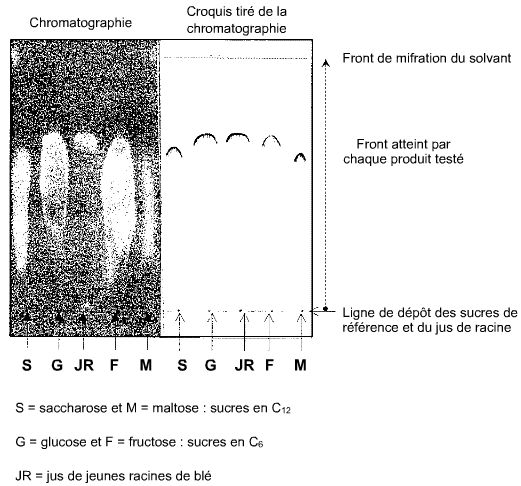 Chromatographie
Croquis tiré de la
chromatographie
Front de mifration du solvant
Front atteint par
chaque produit testé
Ligne de dépôt des sucres de
référence et du jus de racine
S G JR F M S G JR F M
S = saccharose et M = maltose : sucres en C₁₂
G = glucose et F = fructose : sucres en C₆
JR = jus de jeunes racines de blé